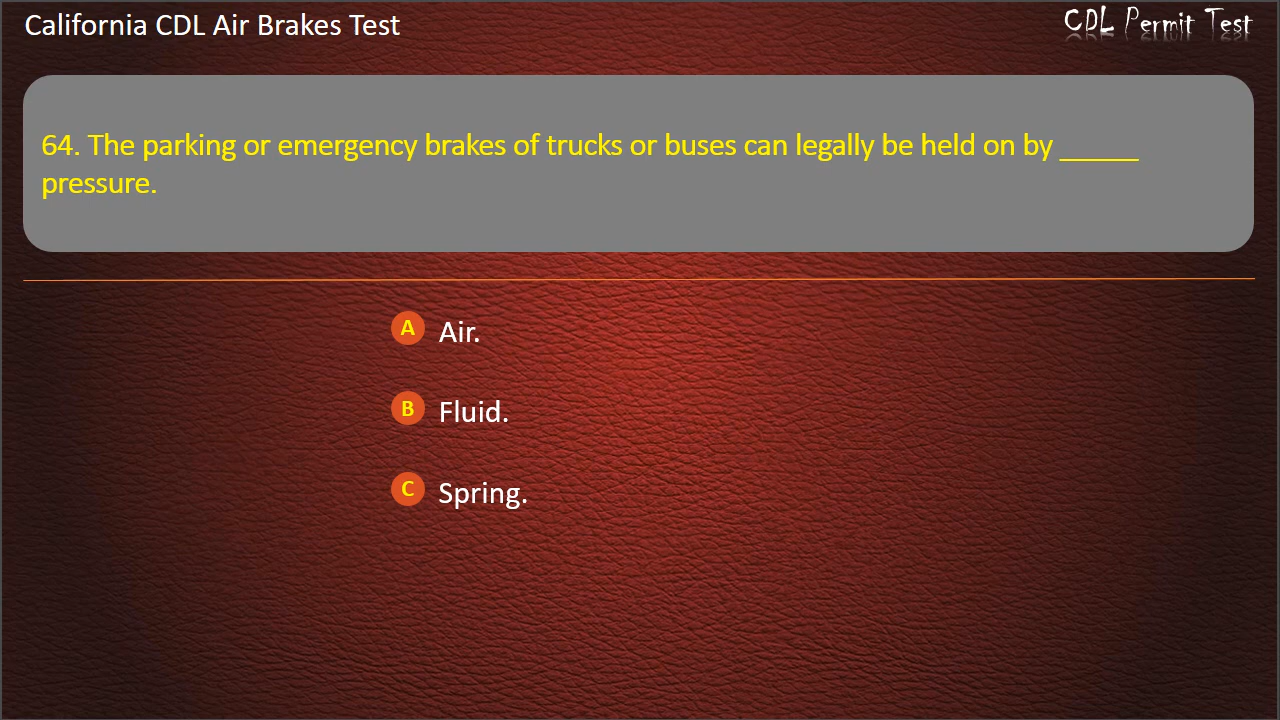 California CDL Air Brakes Test
CDL Permit Test
64. The parking or emergency brakes of trucks or buses can legally be held on by _____
pressure.
A Air.
B Fluid.
C Spring.